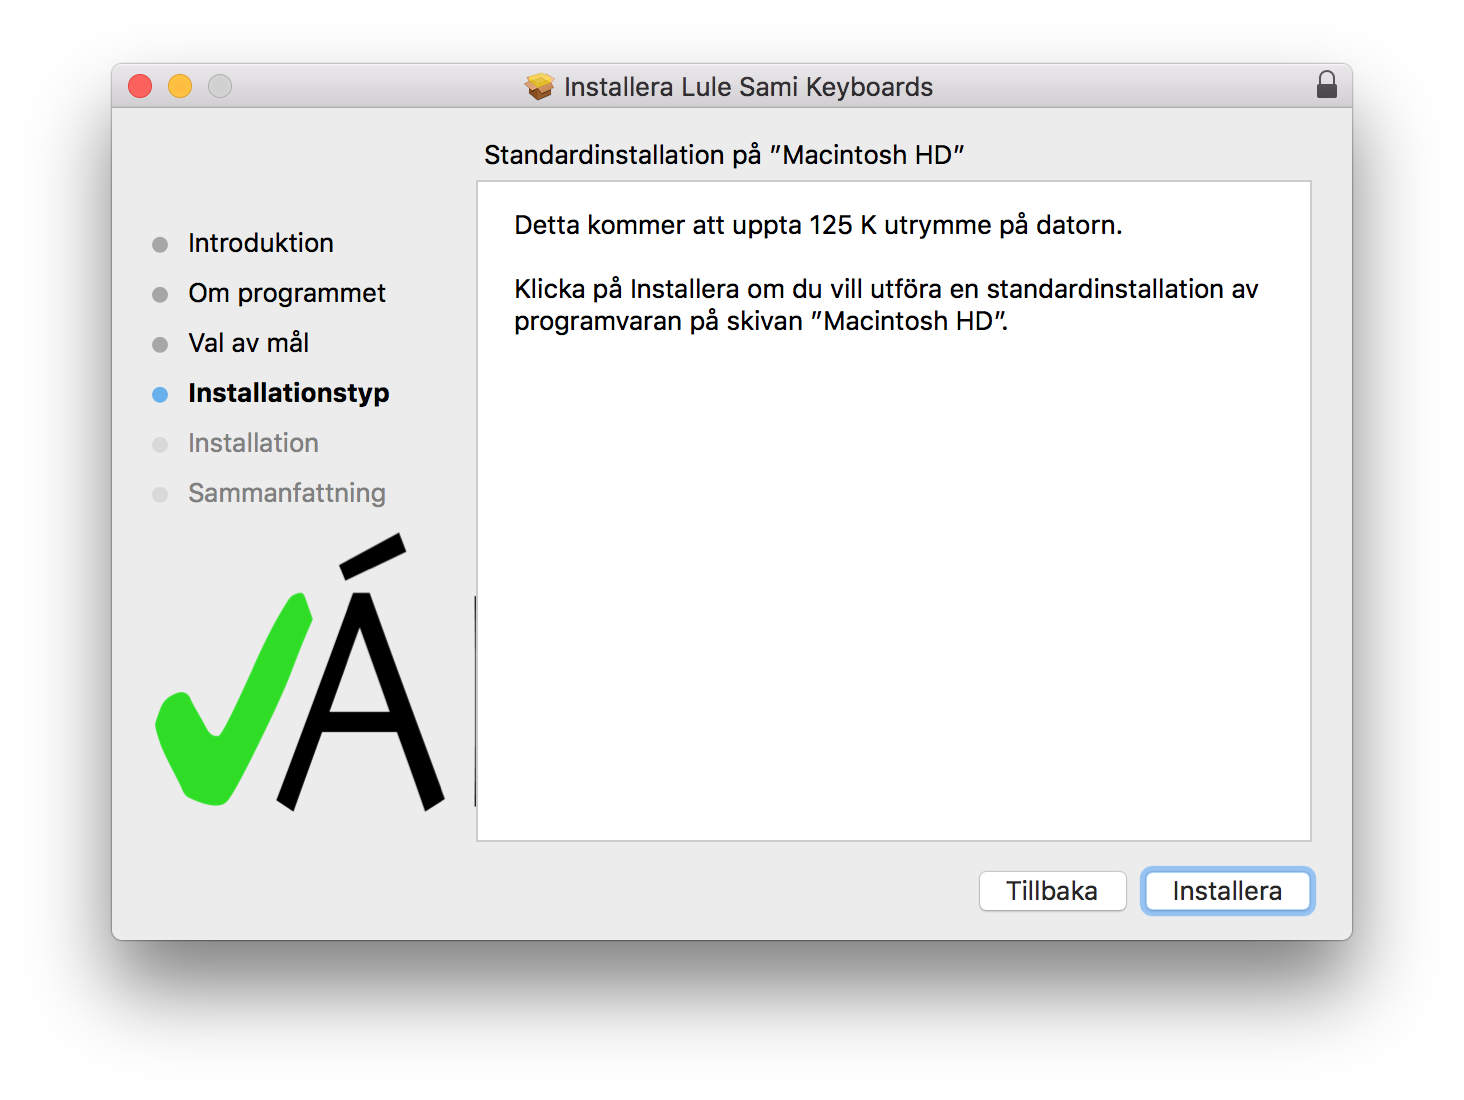 Installera Lule Sami Keyboards
Standardinstallation på ”Macintosh HD”
Introduktion
Om programmet
Val av mål
Installationstyp
Installation
Sammanfattning
Á
Detta kommer att uppta 125 K utrymme på datorn.
Klicka på Installera om du vill utföra en standardinstallation av
programvaran på skivan ”Macintosh HD”.
Tillbaka
Installera